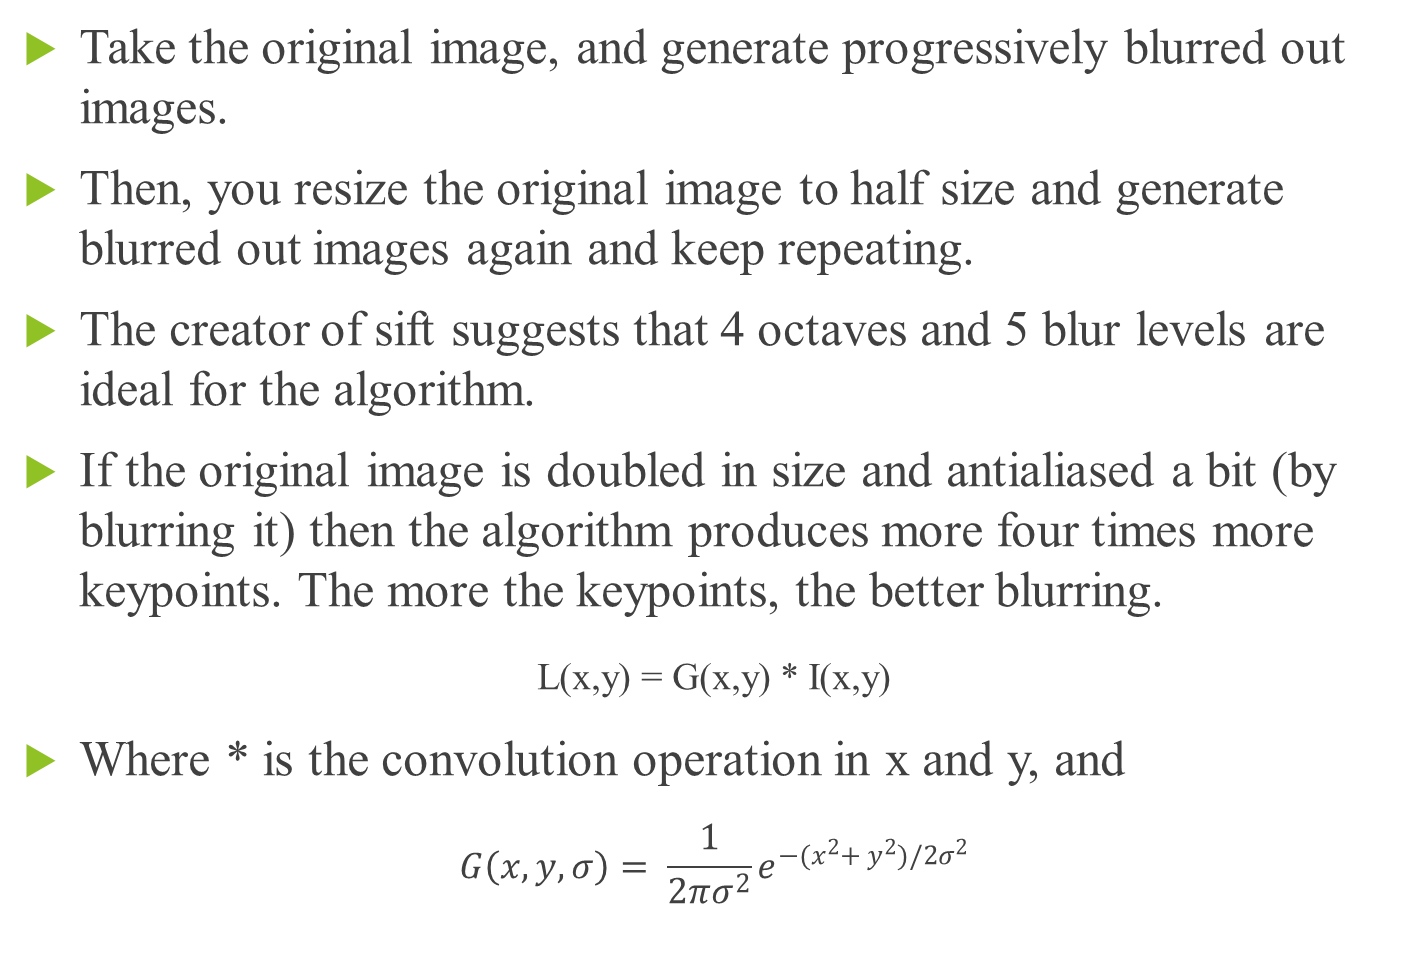 Take the original image, and generate progressively blurred out
images.
Then, you resize the original image to half size and generate
blurred out images again and keep repeating.
The creator of sift suggests that 4 octaves and 5 blur levels are
ideal for the algorithm.
If the original image is doubled in size and antialiased a bit (by
blurring it) then the algorithm produces more four times more
keypoints. The more the keypoints, the better blurring.
L(x,y) = G(x,y) * I(x,y)
Where * is the convolution operation in x and y, and
G(x, y, σ) = 1/(2πσ²) e^(−(x²+ y²)/2σ²)